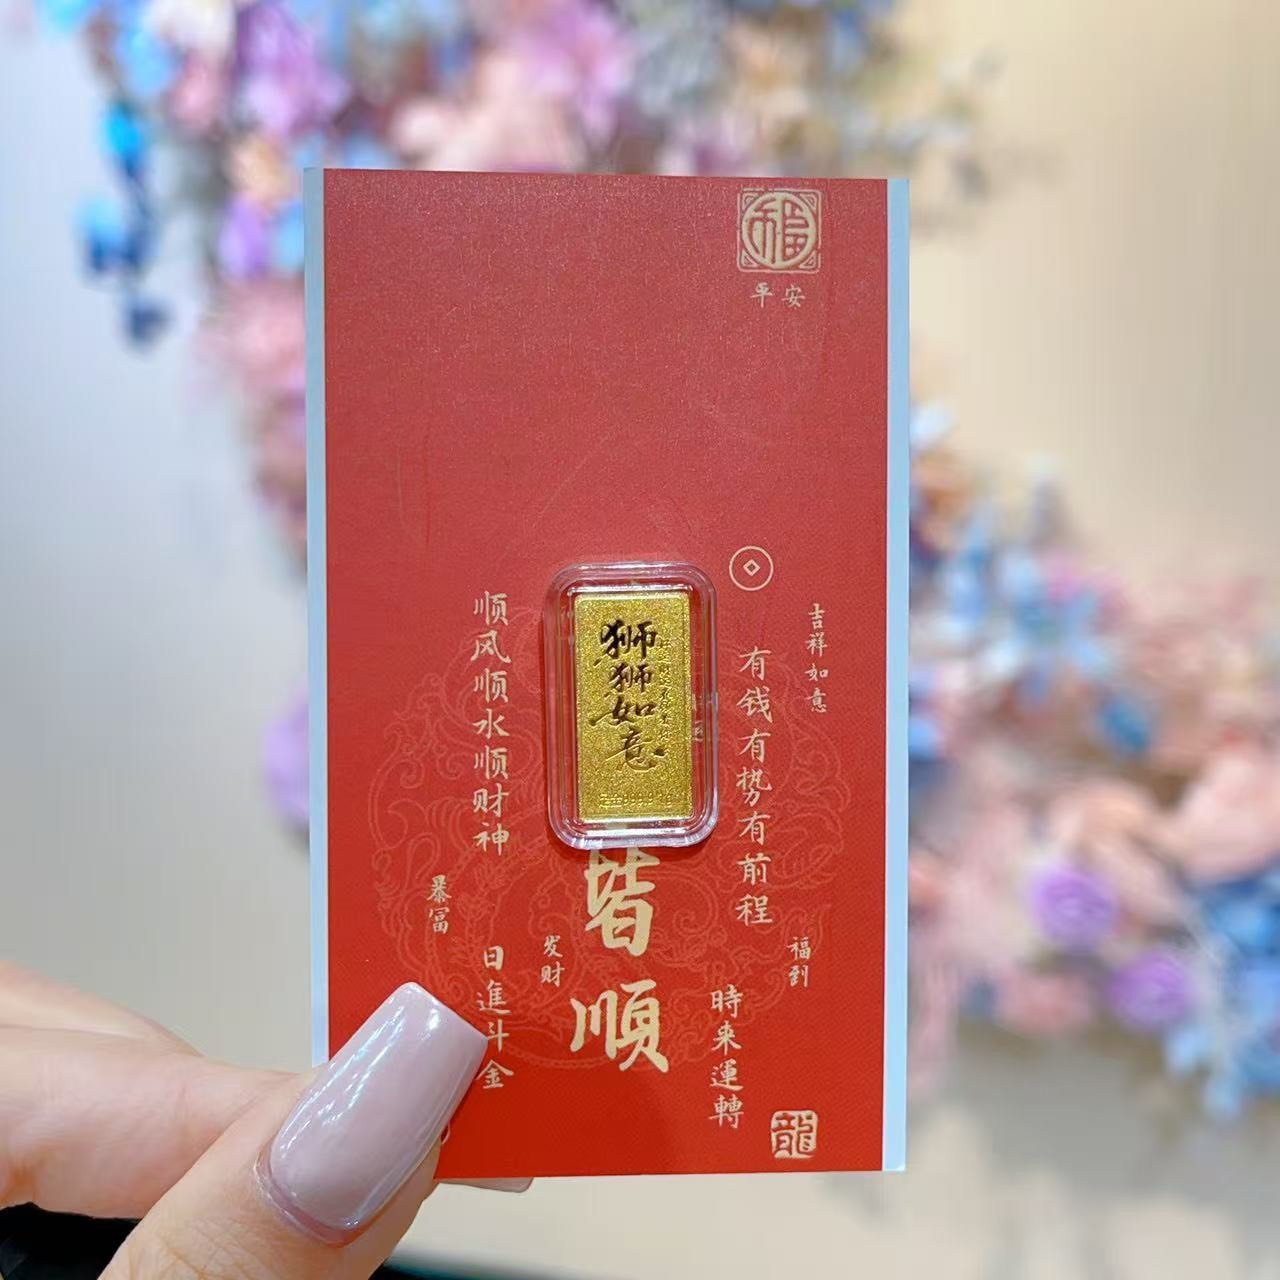 福
平安
吉祥如意
有钱有势有前程
福到
時来運轉
龍
狮狮如意
皆順
发财
顺风顺水顺财神
暴富
日進斗金